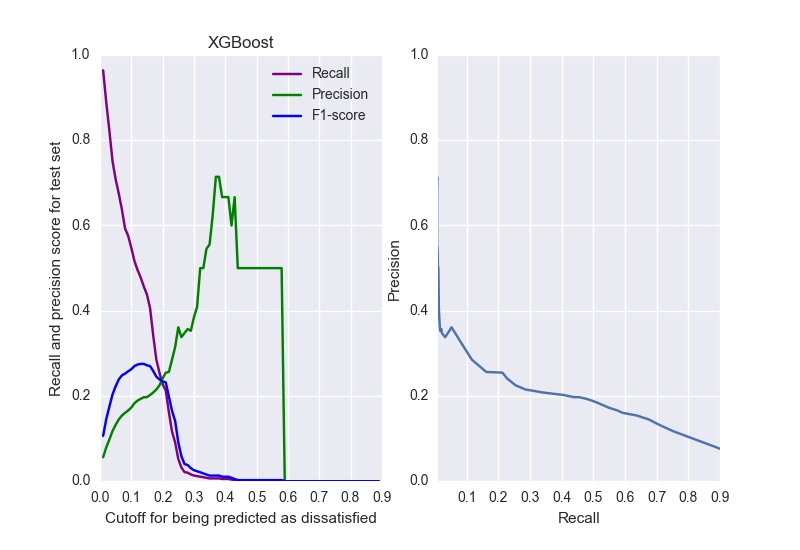 XGBoost
Recall
Precision
F1-score
Recall and precision score for test set
1.0
0.8
0.6
0.4
0.2
0.0
0.0 0.1 0.2 0.3 0.4 0.5 0.6 0.7 0.8 0.9
Cutoff for being predicted as dissatisfied
Precision
1.0
0.8
0.6
0.4
0.2
0.0
0.1 0.2 0.3 0.4 0.5 0.6 0.7 0.8 0.9
Recall